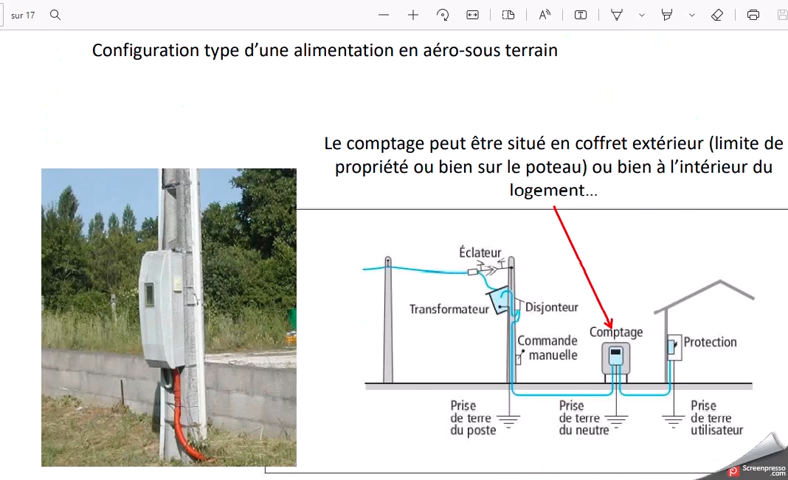 sur 17
Configuration type d’une alimentation en aéro-sous terrain
Le comptage peut être situé en coffret extérieur (limite de
propriété ou bien sur le poteau) ou bien à l’intérieur du
logement...
Éclateur
Transformateur
Disjonteur
Commande
manuelle
Comptage
Protection
Prise
de terre
du poste
Prise
de terre
du neutre
Prise
de terre
utilisateur
Screenpresso
.com